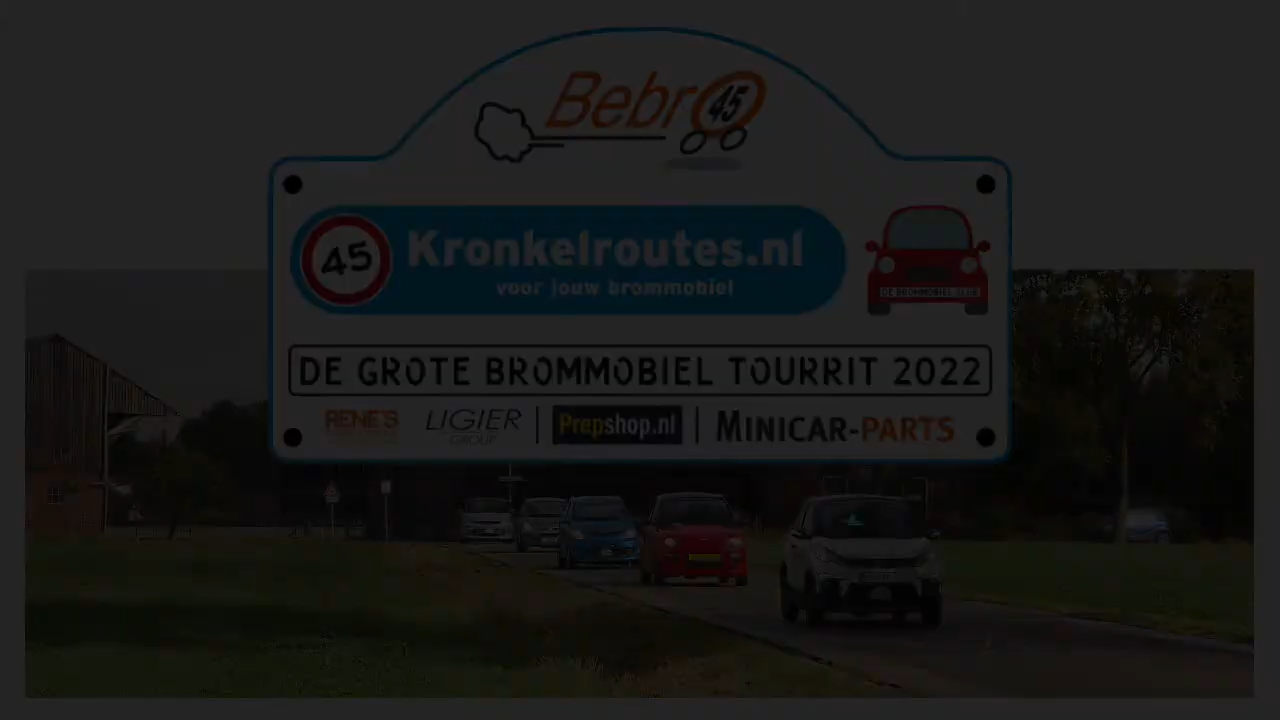 Bebro 45
45
Kronkelroutes.nl
voor jouw brommobiel
DE BROMMOBIEL CLUB
DE GROTE BROMMOBIEL TOURRIT 2022
RENE'S
LIGIER
GROUP
Prepshop.nl
MINICAR-PARTS